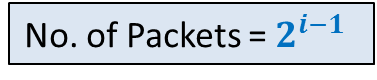 No. of Packets = 2^{i−1}